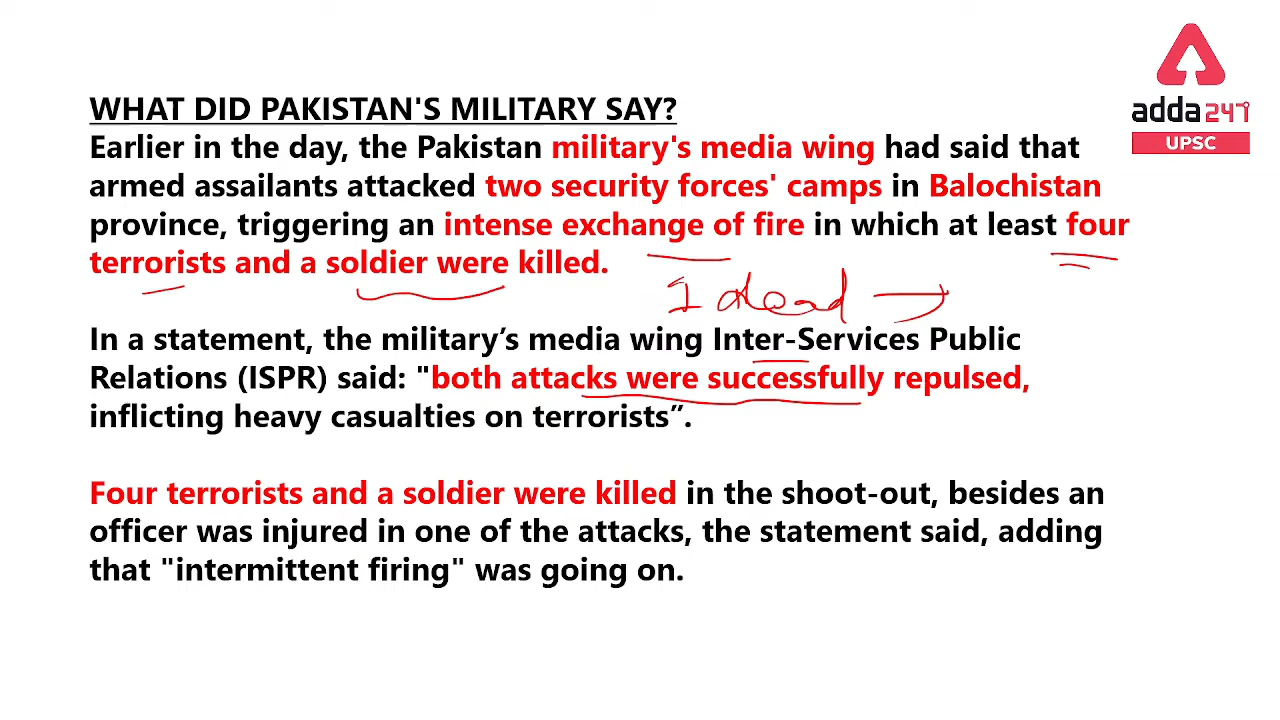 adda247
UPSC
WHAT DID PAKISTAN'S MILITARY SAY?
Earlier in the day, the Pakistan military's media wing had said that
armed assailants attacked two security forces' camps in Balochistan
province, triggering an intense exchange of fire in which at least four
terrorists and a soldier were killed.
1 dead
In a statement, the military’s media wing Inter-Services Public
Relations (ISPR) said: "both attacks were successfully repulsed,
inflicting heavy casualties on terrorists”.
Four terrorists and a soldier were killed in the shoot-out, besides an
officer was injured in one of the attacks, the statement said, adding
that "intermittent firing" was going on.